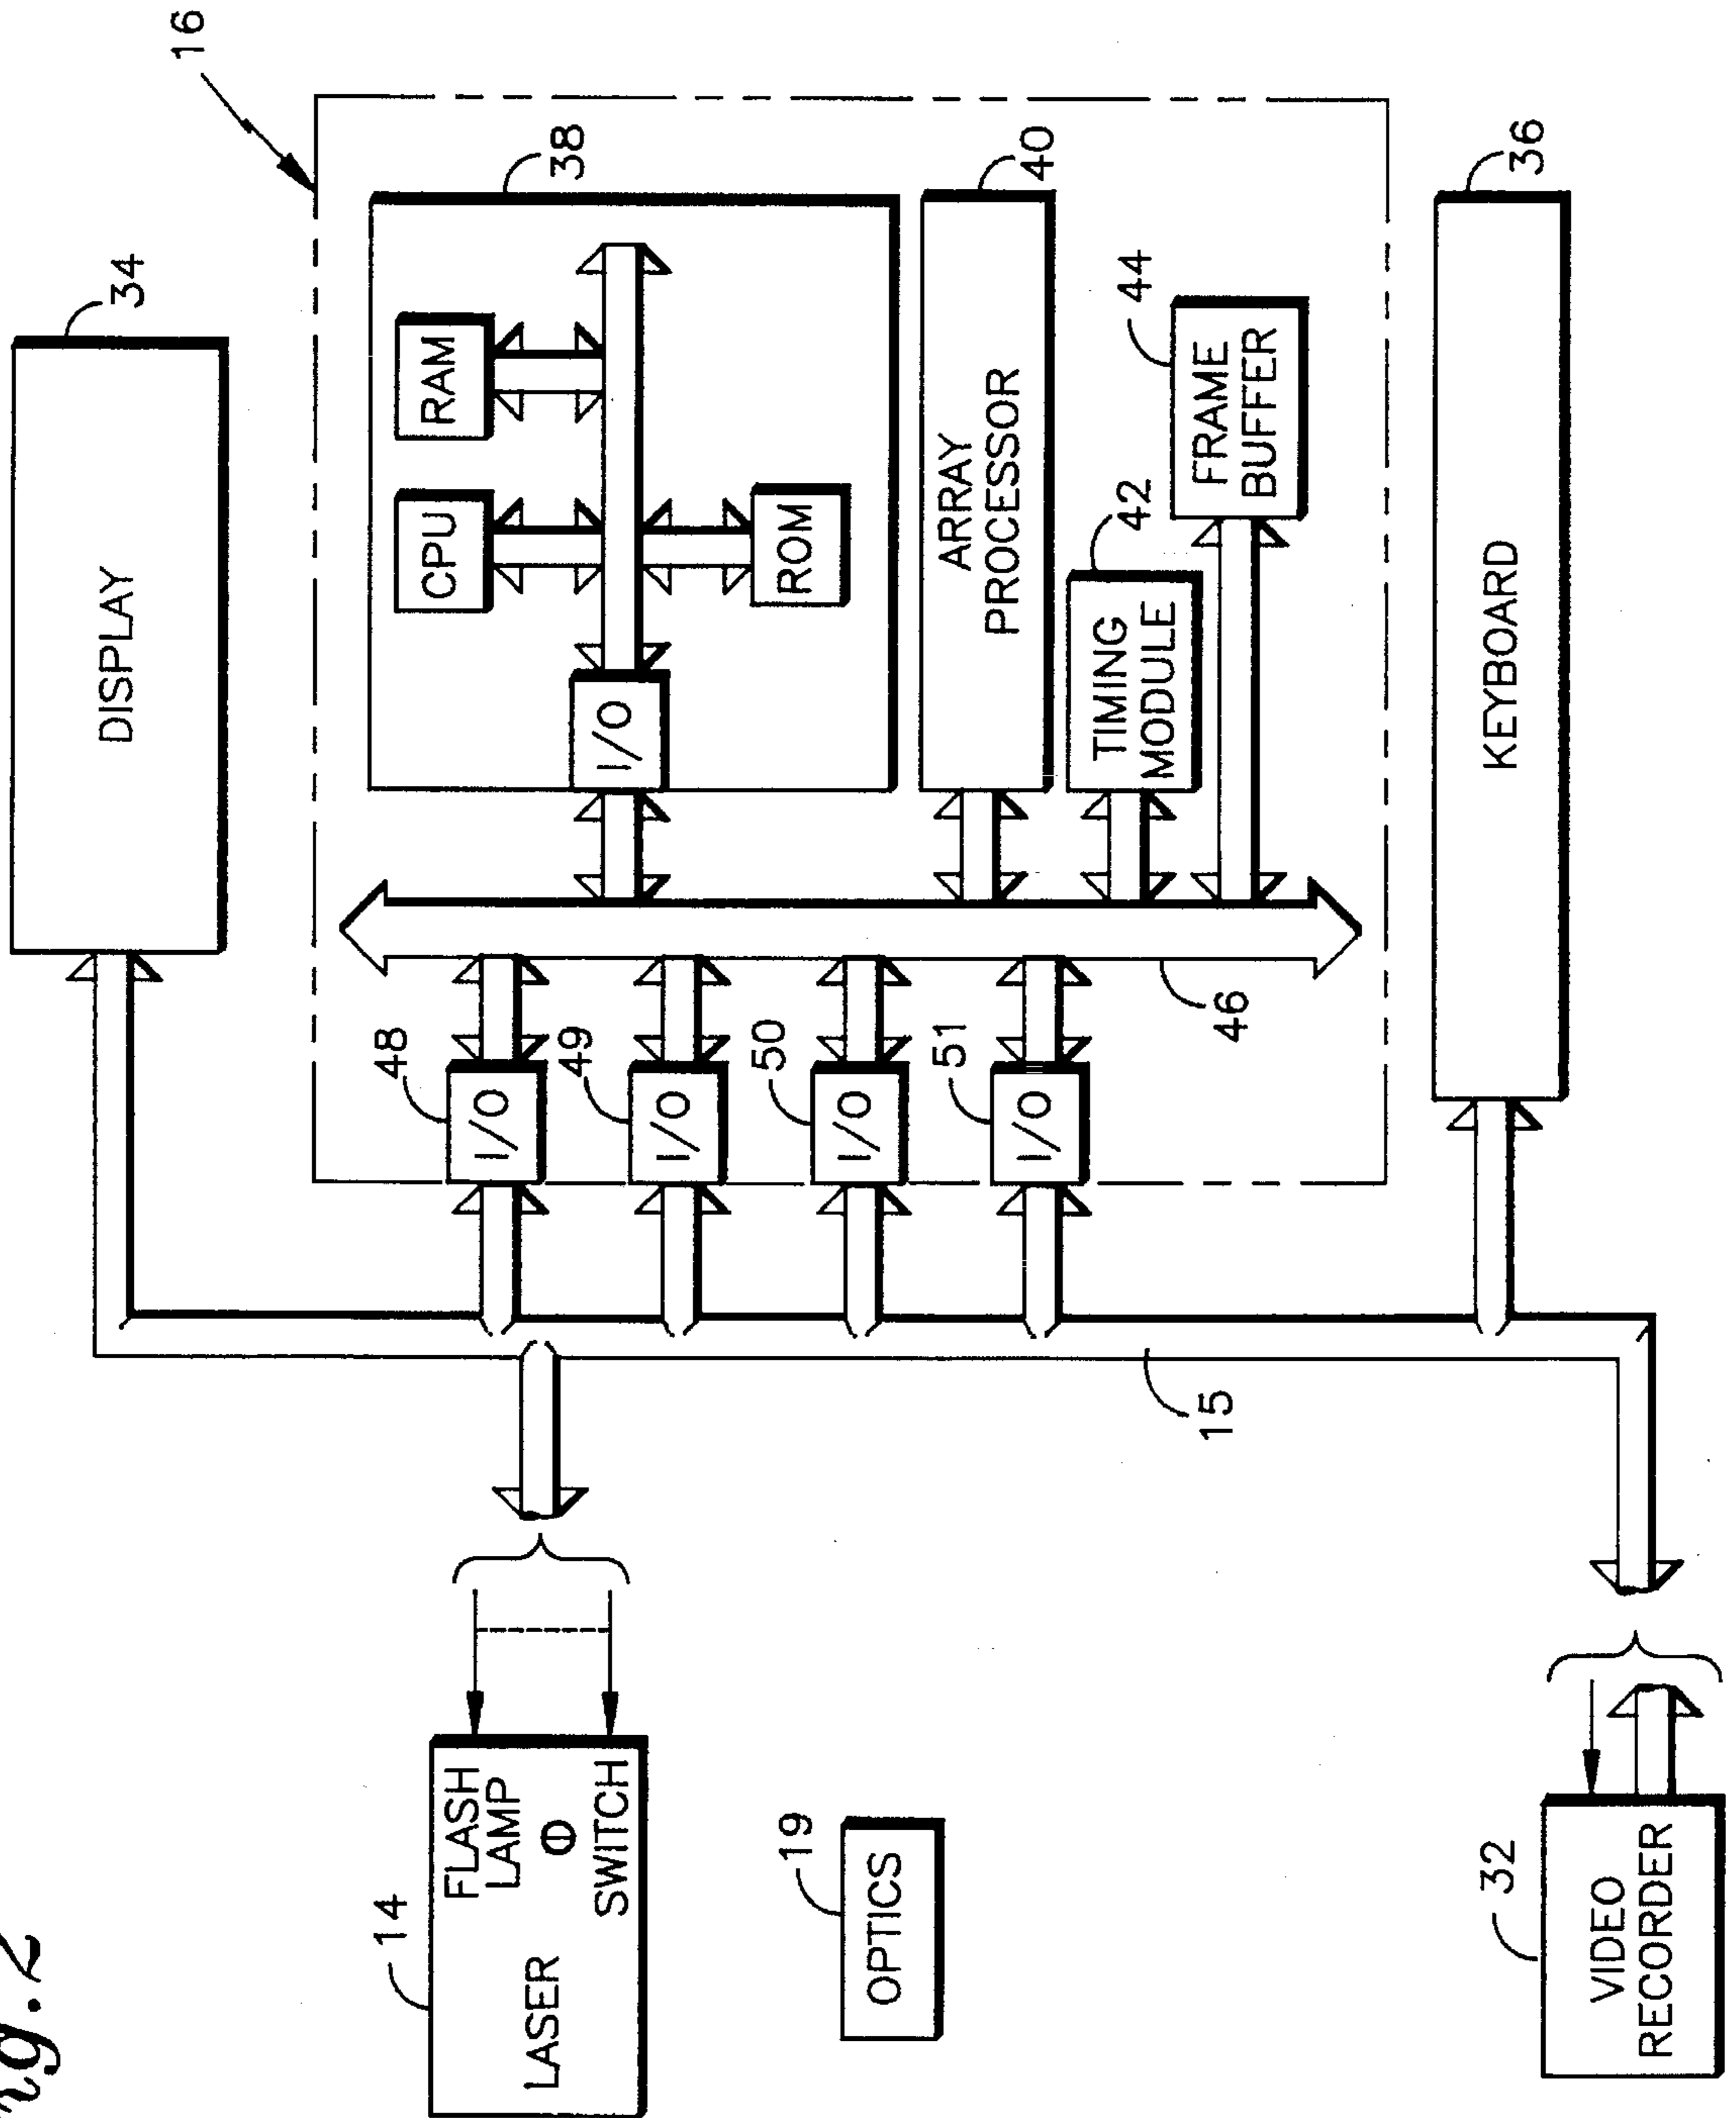 Fig. 2
16
DISPLAY
34
38
RAM
CPU
ROM
I/O
40
ARRAY
PROCESSOR
42
TIMING
MODULE
44
FRAME
BUFFER
46
48
I/O
49
I/O
50
I/O
51
I/O
36
KEYBOARD
15
14
FLASH
LAMP
LASER
SWITCH
19
OPTICS
32
VIDEO
RECORDER